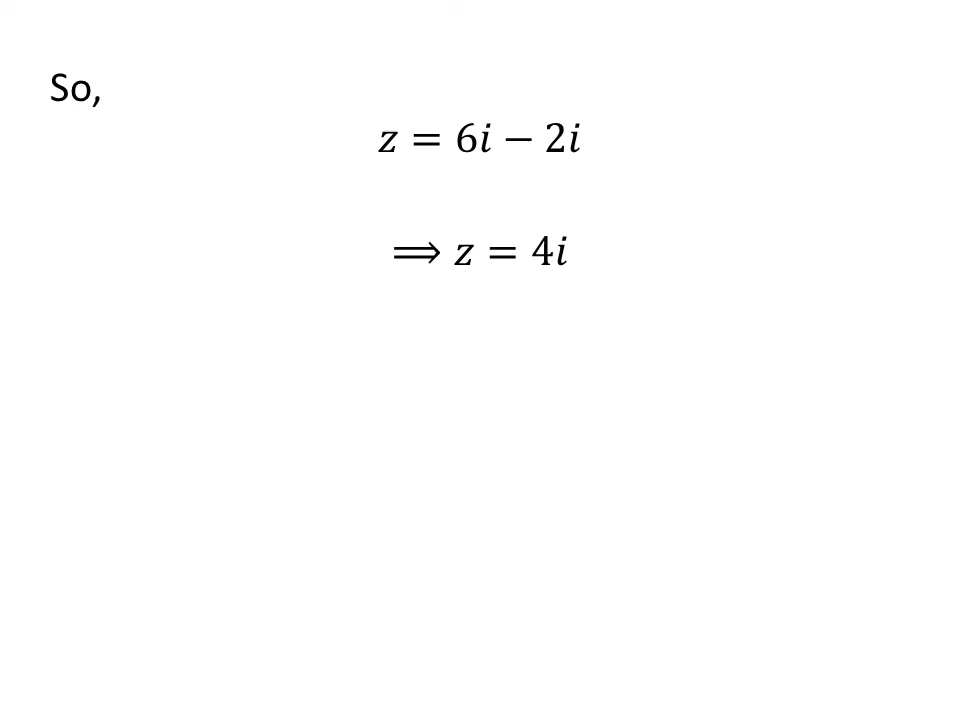 So,
𝑧 = 6𝑖 − 2𝑖
⟹ 𝑧 = 4𝑖